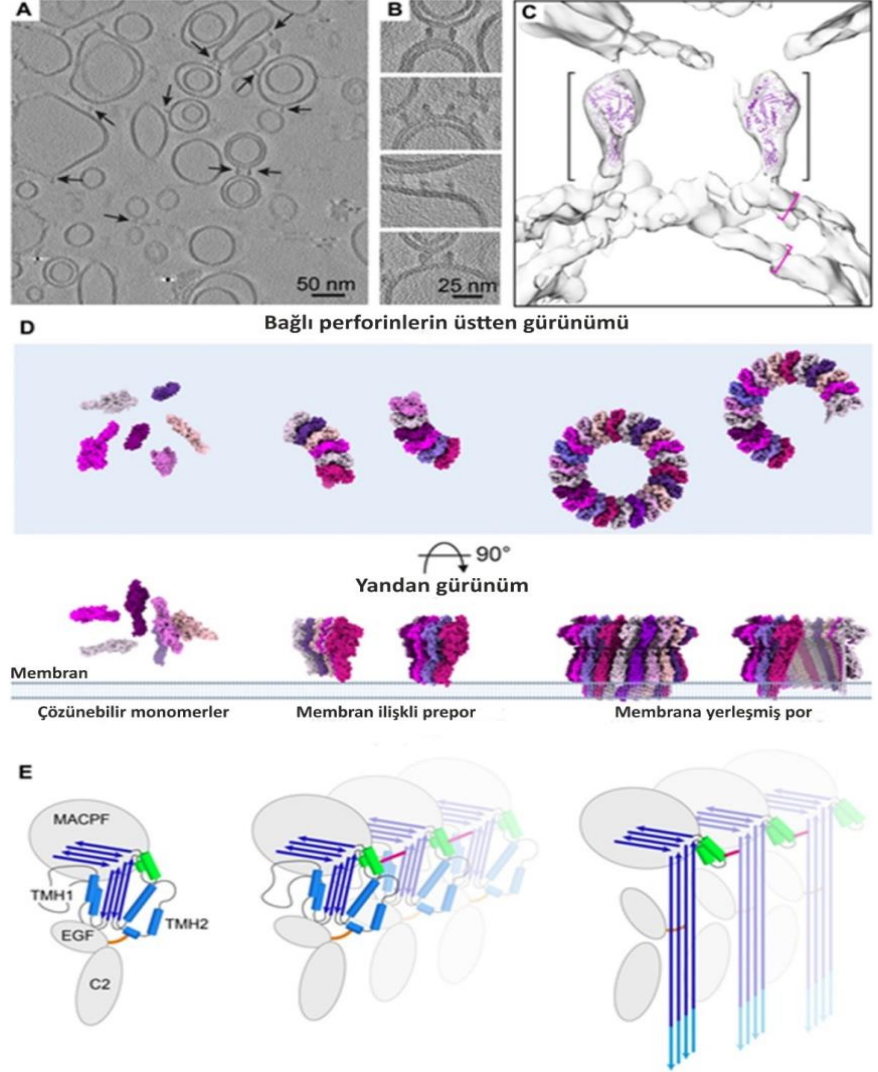 A
B
C
50 nm
25 nm
Bağlı perforinlerin üstten gürünümü
D
90°
Yandan gürünüm
Membran
Çözünebilir monomerler
Membran ilişkli prepor
Membrana yerleşmiş por
E
MACPF
TMH1
TMH2
EGF
C2